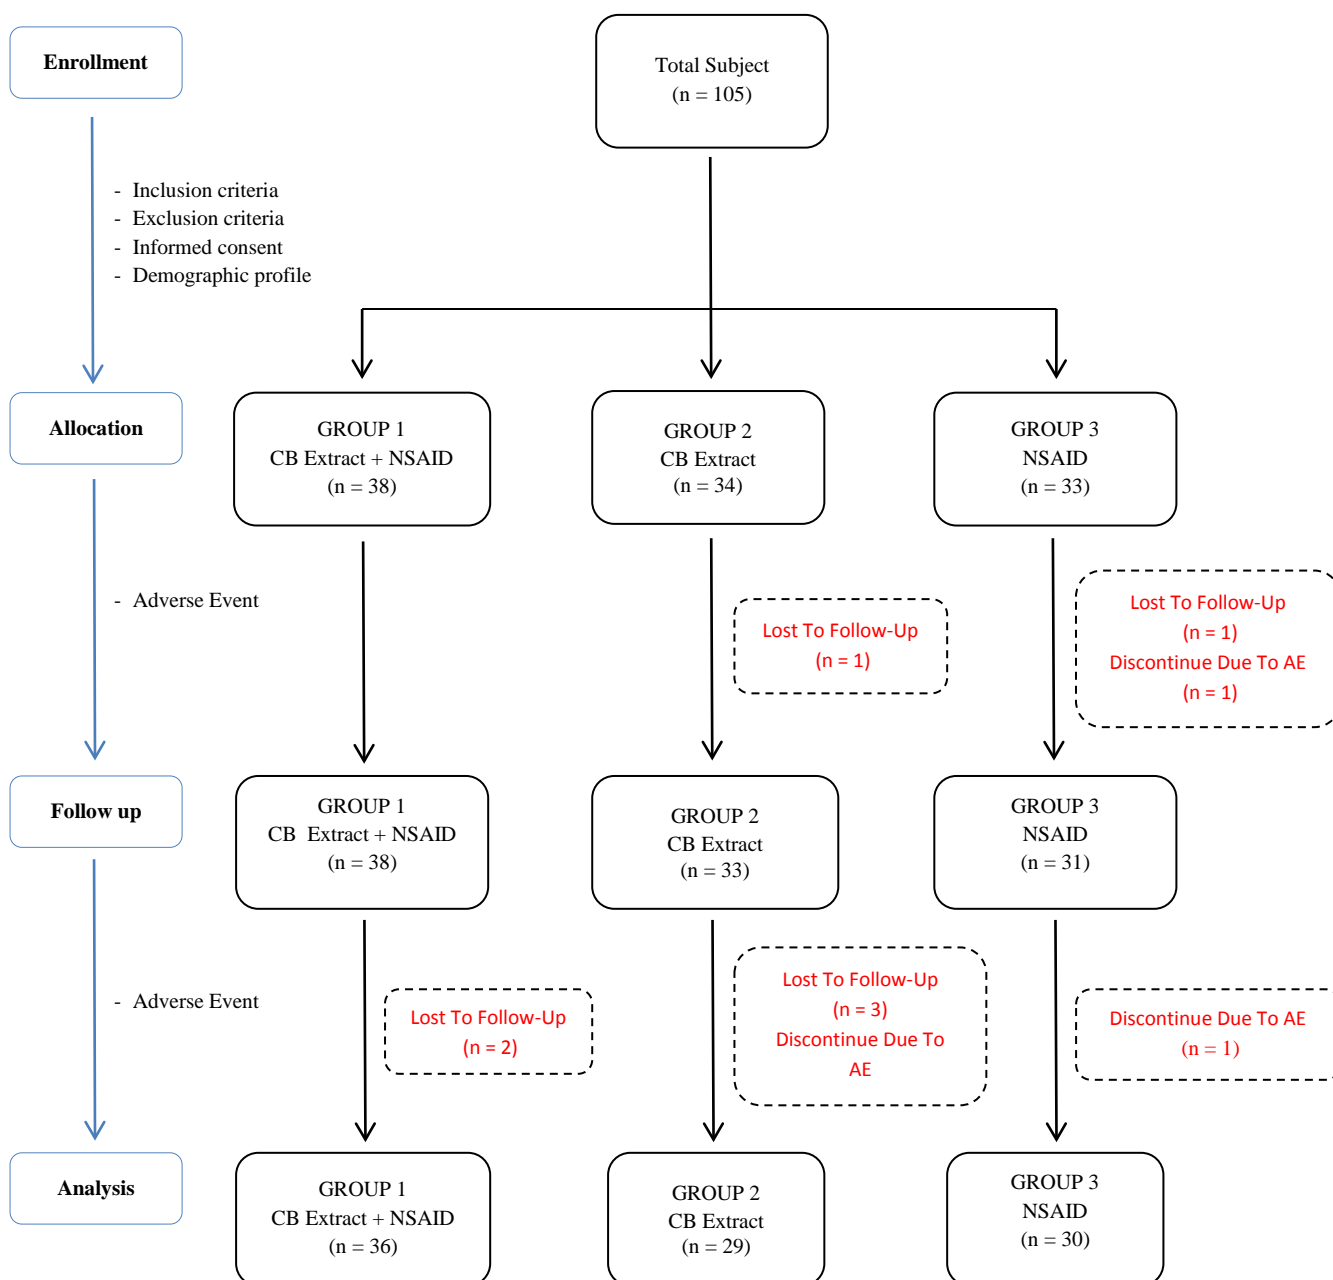 Enrollment
Total Subject
(n = 105)
- Inclusion criteria
- Exclusion criteria
- Informed consent
- Demographic profile
Allocation
GROUP 1
CB Extract + NSAID
(n = 38)
GROUP 2
CB Extract
(n = 34)
GROUP 3
NSAID
(n = 33)
- Adverse Event
Lost To Follow-Up
(n = 1)
Lost To Follow-Up
(n = 1)
Discontinue Due To AE
(n = 1)
Follow up
GROUP 1
CB Extract + NSAID
(n = 38)
GROUP 2
CB Extract
(n = 33)
GROUP 3
NSAID
(n = 31)
- Adverse Event
Lost To Follow-Up
(n = 2)
Lost To Follow-Up
(n = 3)
Discontinue Due To
AE
Discontinue Due To AE
(n = 1)
Analysis
GROUP 1
CB Extract + NSAID
(n = 36)
GROUP 2
CB Extract
(n = 29)
GROUP 3
NSAID
(n = 30)